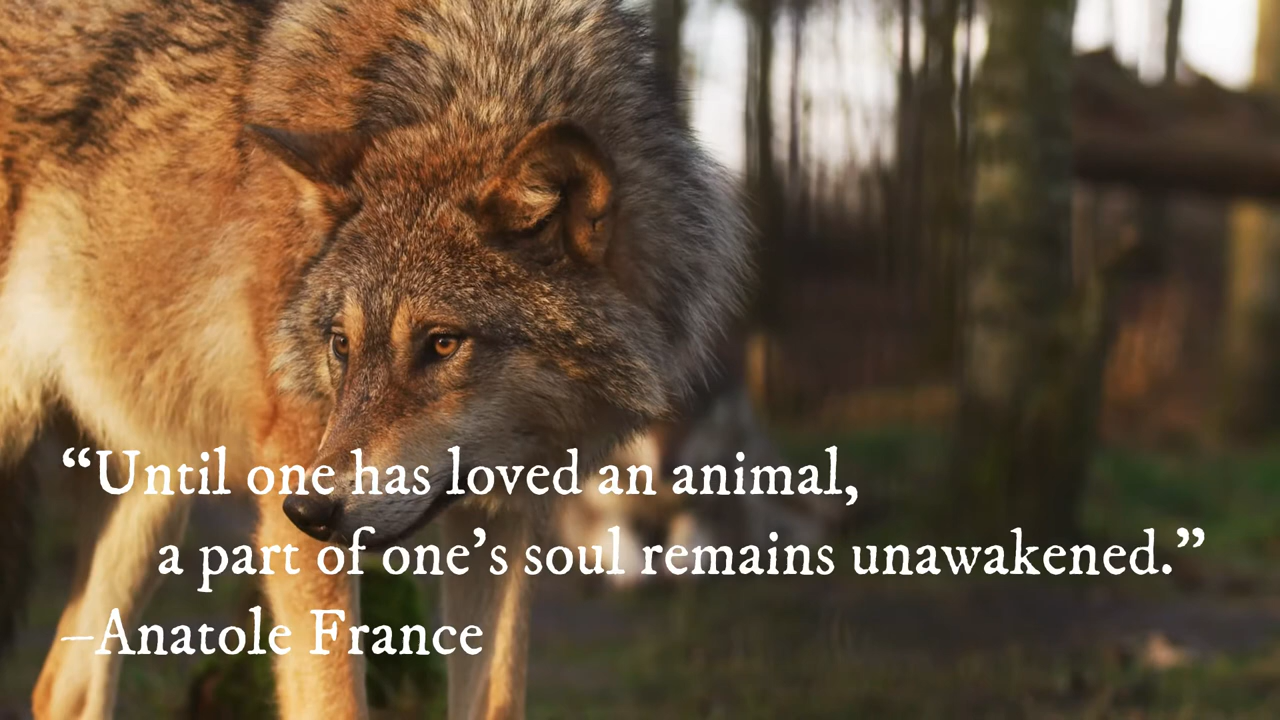 “Until one has loved an animal,
a part of one’s soul remains unawakened.”
–Anatole France